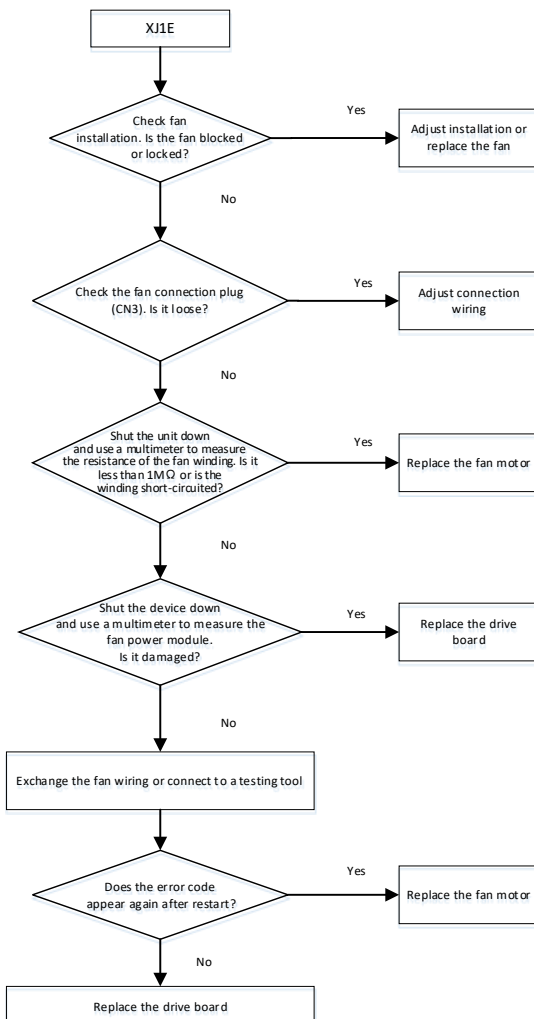 XJ1E
Check fan
installation. Is the fan blocked
or locked?
Yes
Adjust installation or
replace the fan
No
Check the fan connection plug
(CN3). Is it loose?
Yes
Adjust connection
wiring
No
Shut the unit down
and use a multimeter to measure
the resistance of the fan winding. Is it
less than 1MΩ or is the
winding short-circuited?
Yes
Replace the fan motor
No
Shut the device down
and use a multimeter to measure the
fan power module.
Is it damaged?
Yes
Replace the drive
board
No
Exchange the fan wiring or connect to a testing tool
Does the error code
appear again after restart?
Yes
Replace the fan motor
No
Replace the drive board